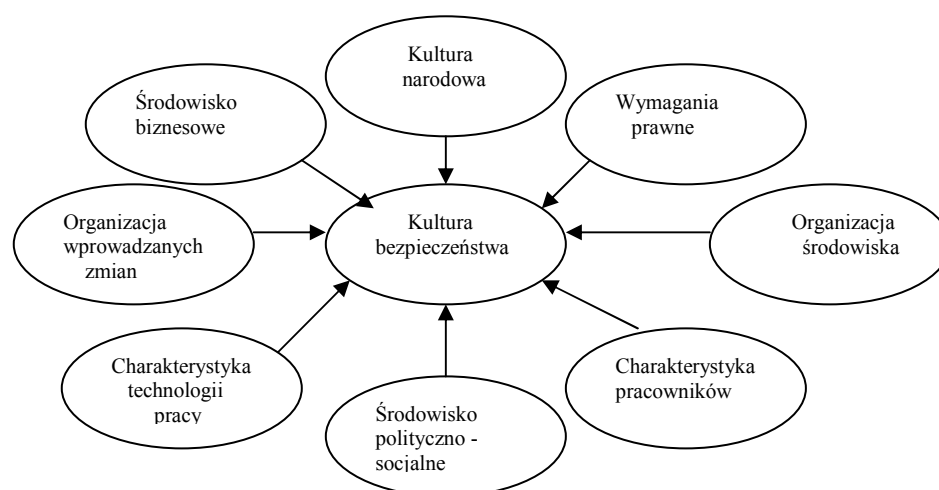 Kultura
narodowa
Środowisko
biznesowe
Wymagania
prawne
Organizacja
wprowadzanych
zmian
Kultura
bezpieczeństwa
Organizacja
środowiska
Charakterystyka
technologii
pracy
Środowisko
polityczno -
socjalne
Charakterystyka
pracowników